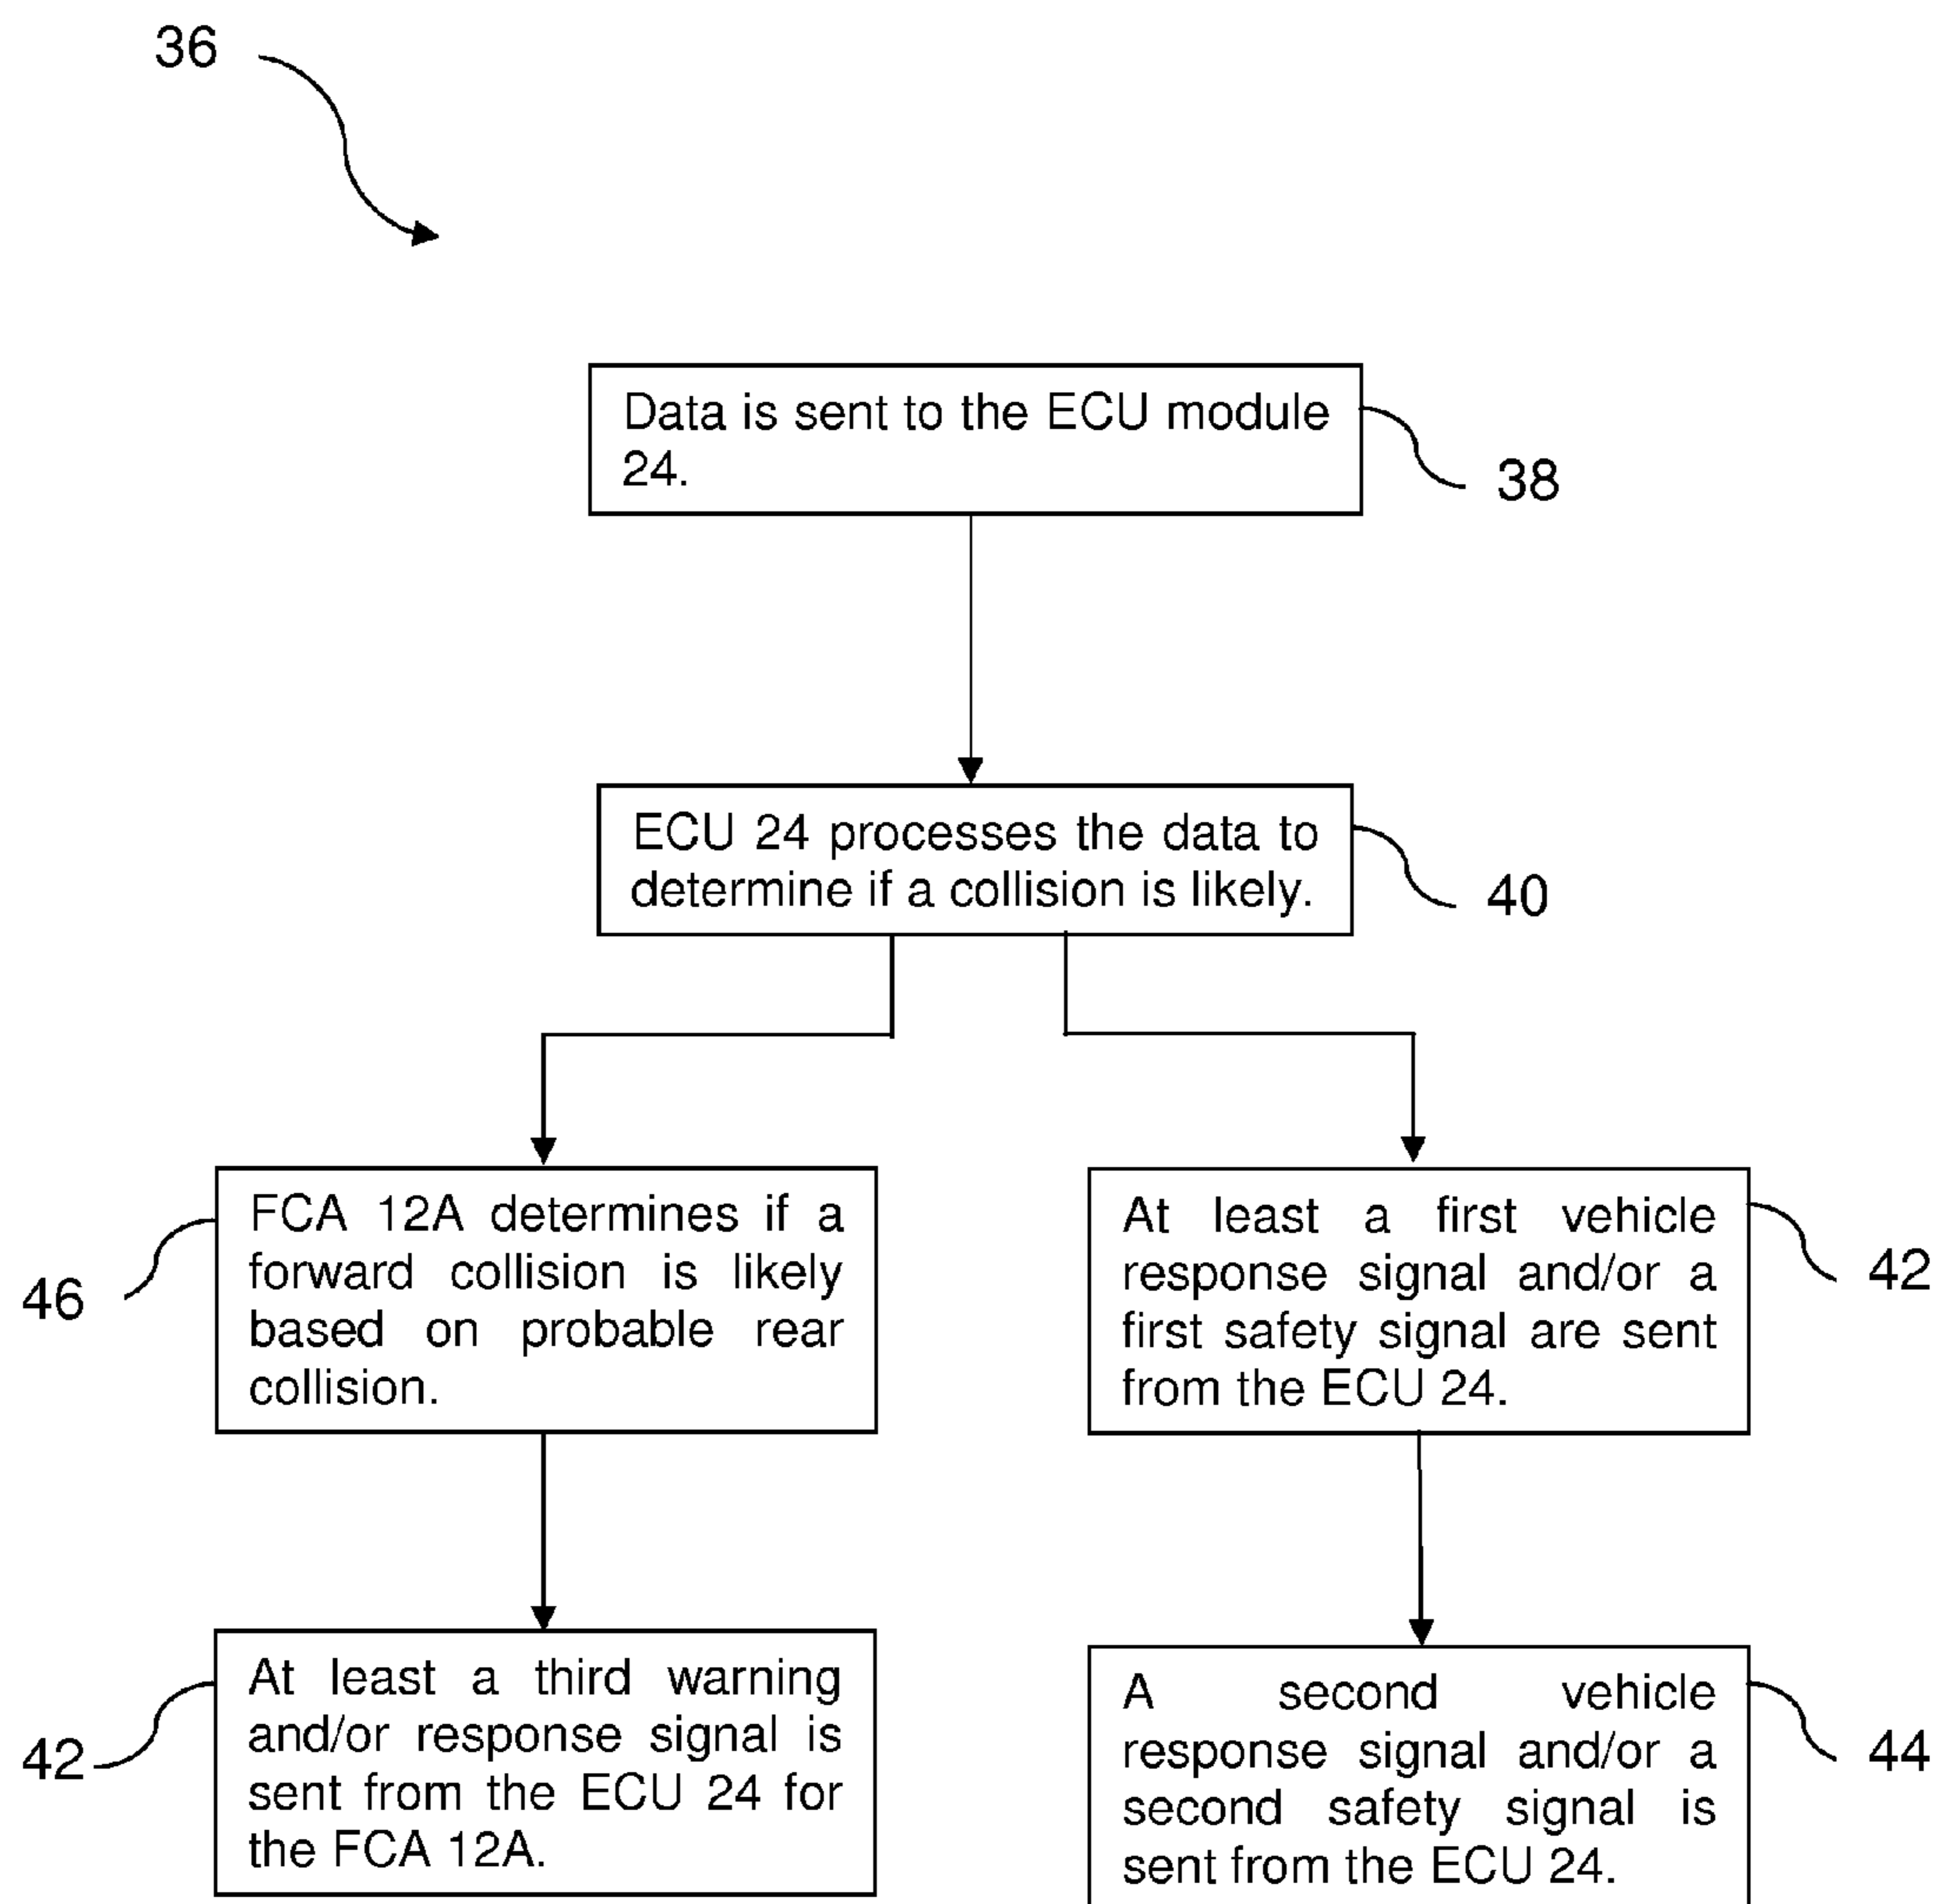 36
Data is sent to the ECU module
24.
38
ECU 24 processes the data to
determine if a collision is likely.
40
46
FCA 12A determines if a
forward collision is likely
based on probable rear
collision.
At least a first vehicle
response signal and/or a
first safety signal are sent
from the ECU 24.
42
42
At least a third warning
and/or response signal is
sent from the ECU 24 for
the FCA 12A.
A second vehicle
response signal and/or a
second safety signal is
sent from the ECU 24.
44